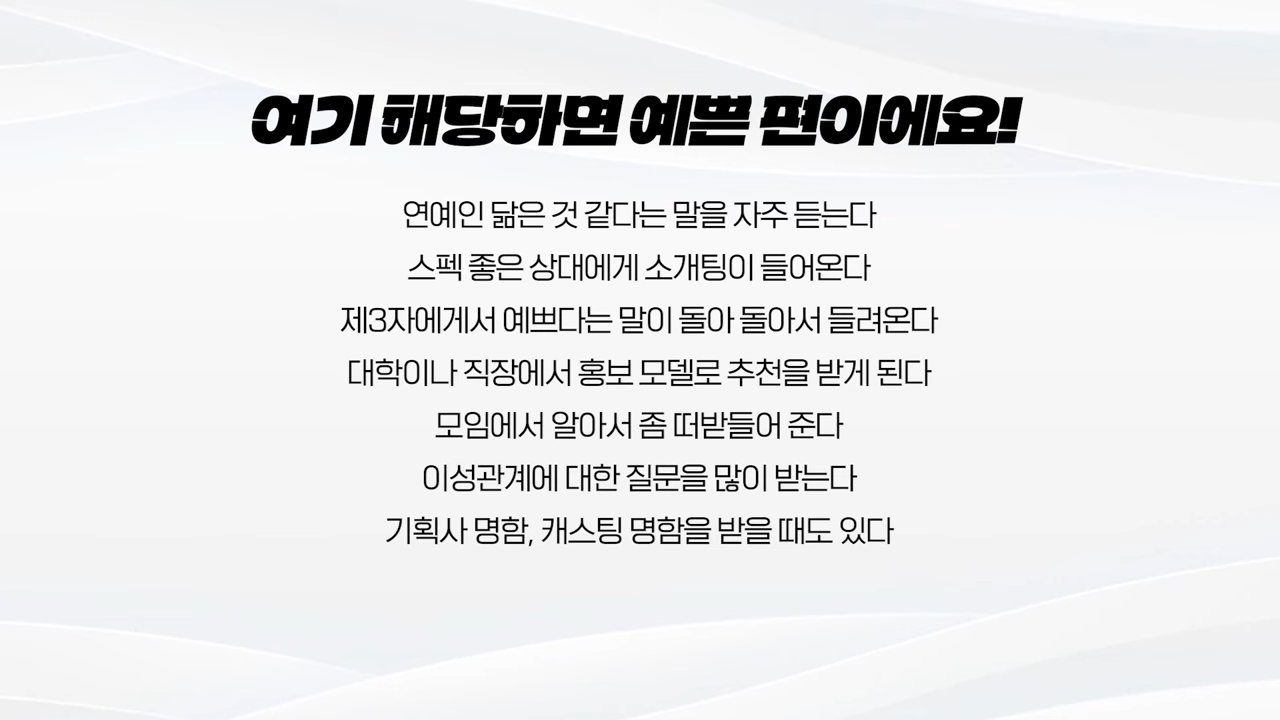 여기 해당하면 예쁜 편이에요!
연예인 닮은 것 같다는 말을 자주 듣는다
스펙 좋은 상대에게 소개팅이 들어온다
제3자에게서 예쁘다는 말이 돌아 돌아서 들려온다
대학이나 직장에서 홍보 모델로 추천을 받게 된다
모임에서 알아서 좀 떠받들어 준다
이성관계에 대한 질문을 많이 받는다
기획사 명함, 캐스팅 명함을 받을 때도 있다